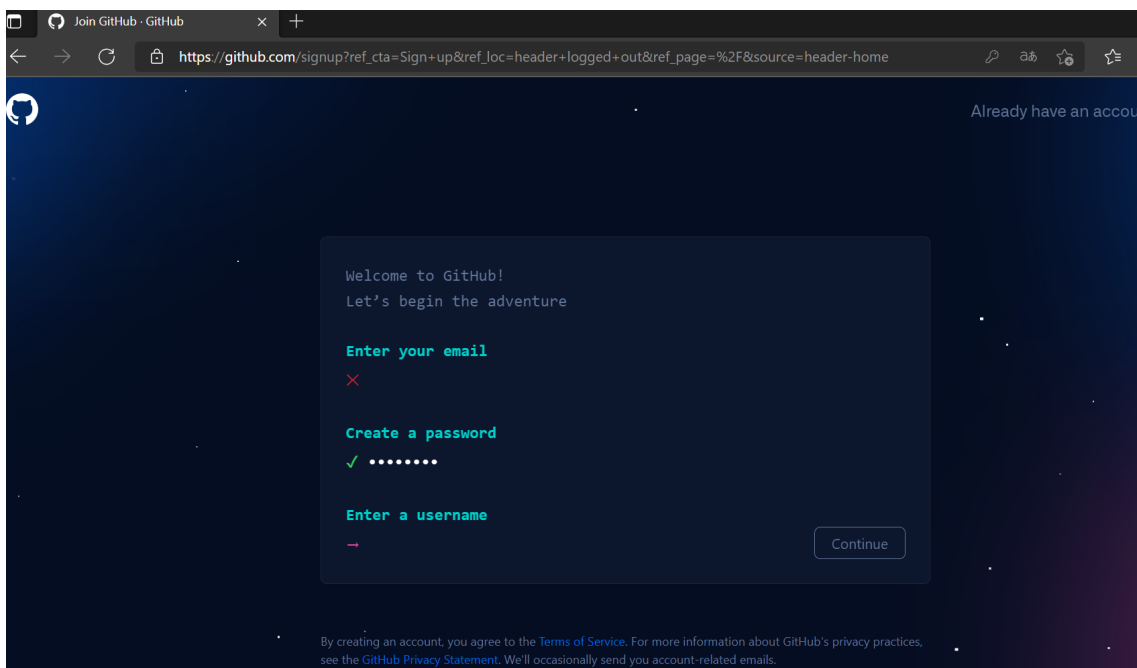 Join GitHub · GitHub
https://github.com/signup?ref_cta=Sign+up&ref_loc=header+logged+out&ref_page=%2F&source=header-home
Already have an accou
Welcome to GitHub!
Let’s begin the adventure
Enter your email
Create a password
✓ ••••••••
Enter a username
→
Continue
By creating an account, you agree to the Terms of Service. For more information about GitHub's privacy practices,
see the GitHub Privacy Statement. We'll occasionally send you account-related emails.